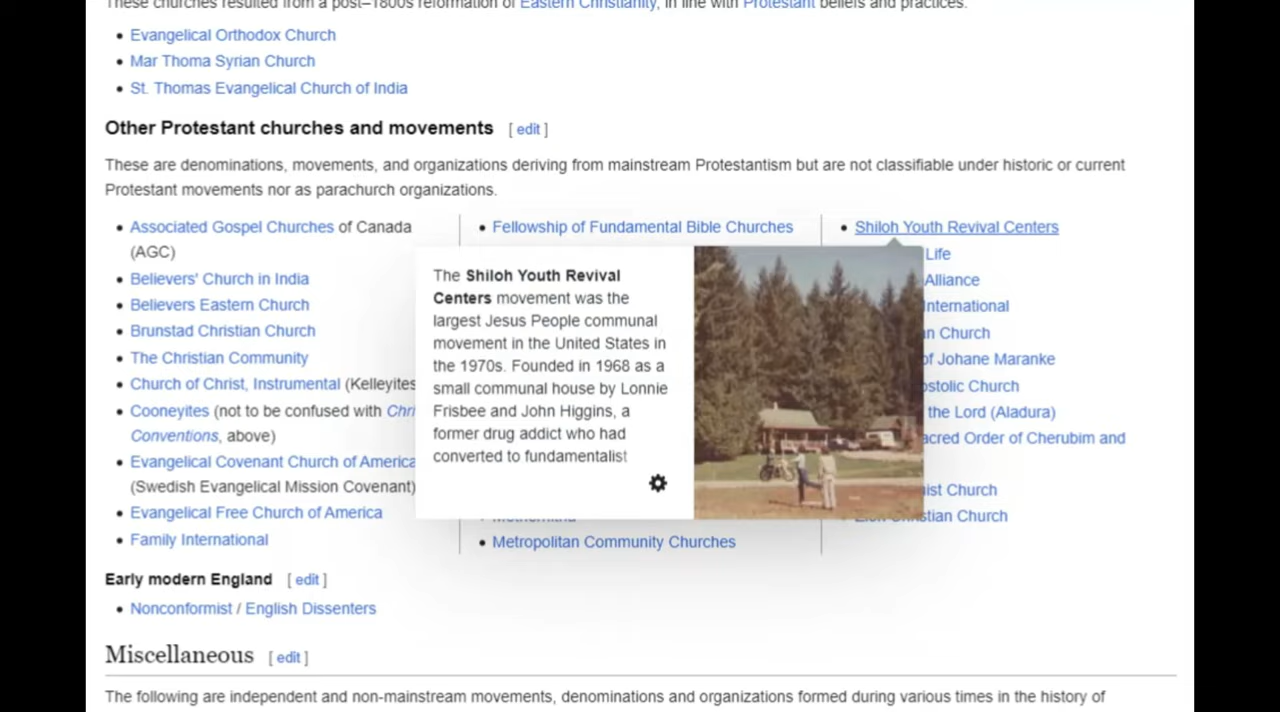 These churches resulted from a post–1800s reformation of Eastern Christianity, in line with Protestant beliefs and practices.
Evangelical Orthodox Church
Mar Thoma Syrian Church
St. Thomas Evangelical Church of India
Other Protestant churches and movements [ edit ]
These are denominations, movements, and organizations deriving from mainstream Protestantism but are not classifiable under historic or current
Protestant movements nor as parachurch organizations.
Associated Gospel Churches of Canada
(AGC)
Believers' Church in India
Believers Eastern Church
Brunstad Christian Church
The Christian Community
Church of Christ, Instrumental (Kelleyites
Cooneyites (not to be confused with Chri
Conventions, above)
Evangelical Covenant Church of America
(Swedish Evangelical Mission Covenant)
Evangelical Free Church of America
Family International
Fellowship of Fundamental Bible Churches
The Shiloh Youth Revival
Centers movement was the
largest Jesus People communal
movement in the United States in
the 1970s. Founded in 1968 as a
small communal house by Lonnie
Frisbee and John Higgins, a
former drug addict who had
converted to fundamentalist
Metropolitan Community Churches
Shiloh Youth Revival Centers
Life
Alliance
International
n Church
of Johane Maranke
ostolic Church
the Lord (Aladura)
acred Order of Cherubim and
ist Church
Christian Church
Early modern England [ edit ]
Nonconformist / English Dissenters
Miscellaneous [ edit ]
The following are independent and non-mainstream movements, denominations and organizations formed during various times in the history of